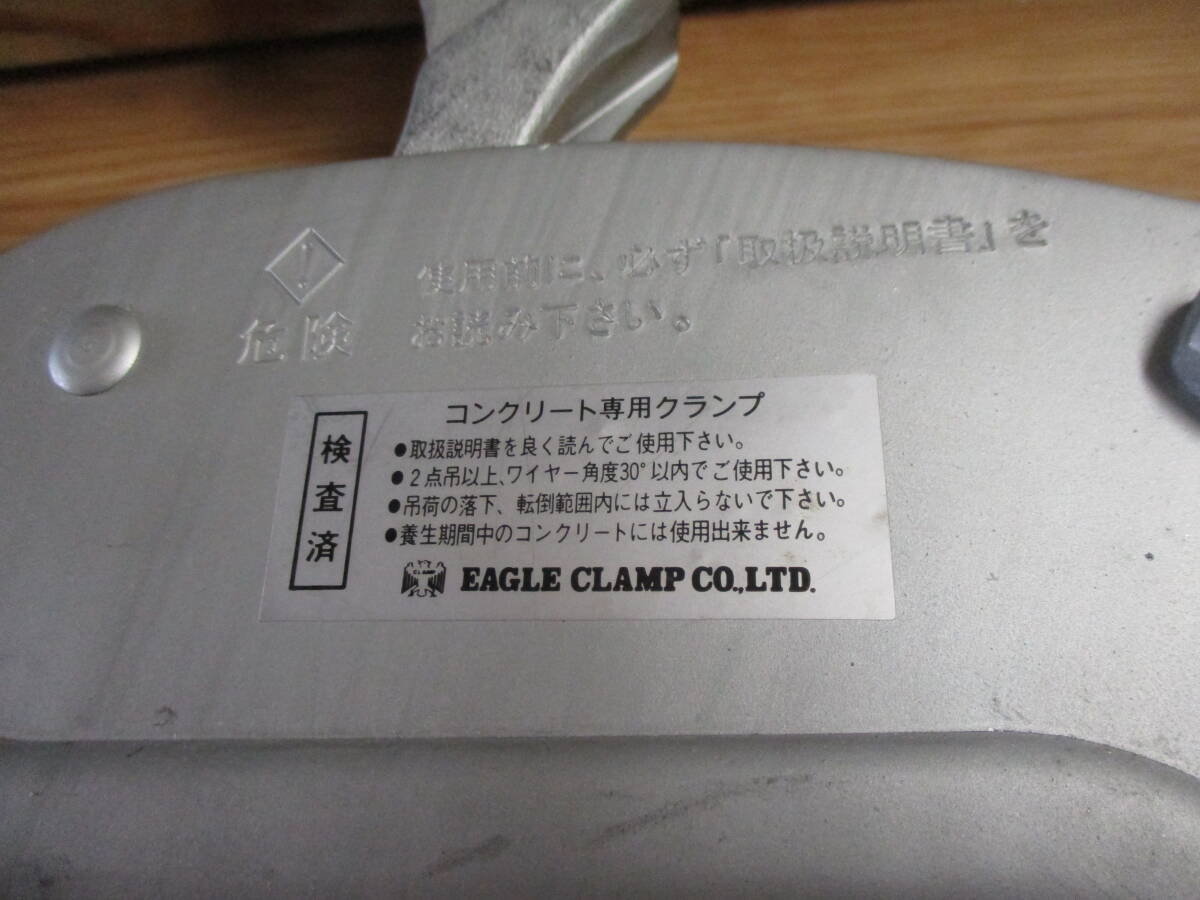 使用前に、必ず「取扱説明書」を
お読み下さい。
!
危険
検査済
コンクリート専用クランプ
●取扱説明書を良く読んでご使用下さい。
●2点吊以上、ワイヤー角度30°以内でご使用下さい。
●吊荷の落下、転倒範囲内には立入らないで下さい。
●養生期間中のコンクリートには使用出来ません。
EAGLE CLAMP CO.,LTD.